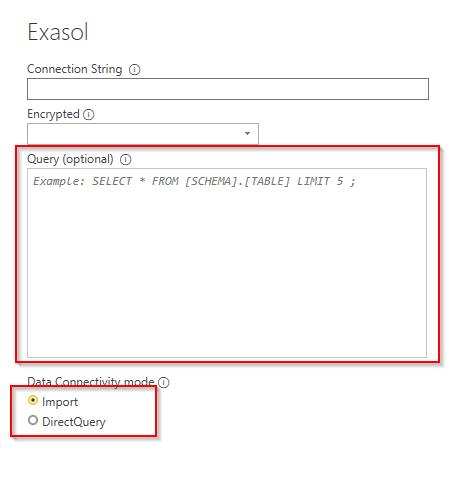 Exasol
Connection String
Encrypted
Query (optional)
Example: SELECT * FROM [SCHEMA].[TABLE] LIMIT 5 ;
Data Connectivity mode
Import
DirectQuery